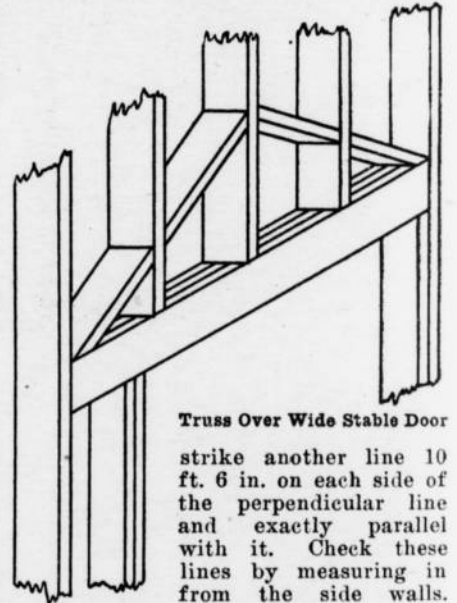 Truss Over Wide Stable Door
strike another line 10
ft. 6 in. on each side of
the perpendicular line
and exactly parallel
with it. Check these
lines by measuring in
from the side walls.